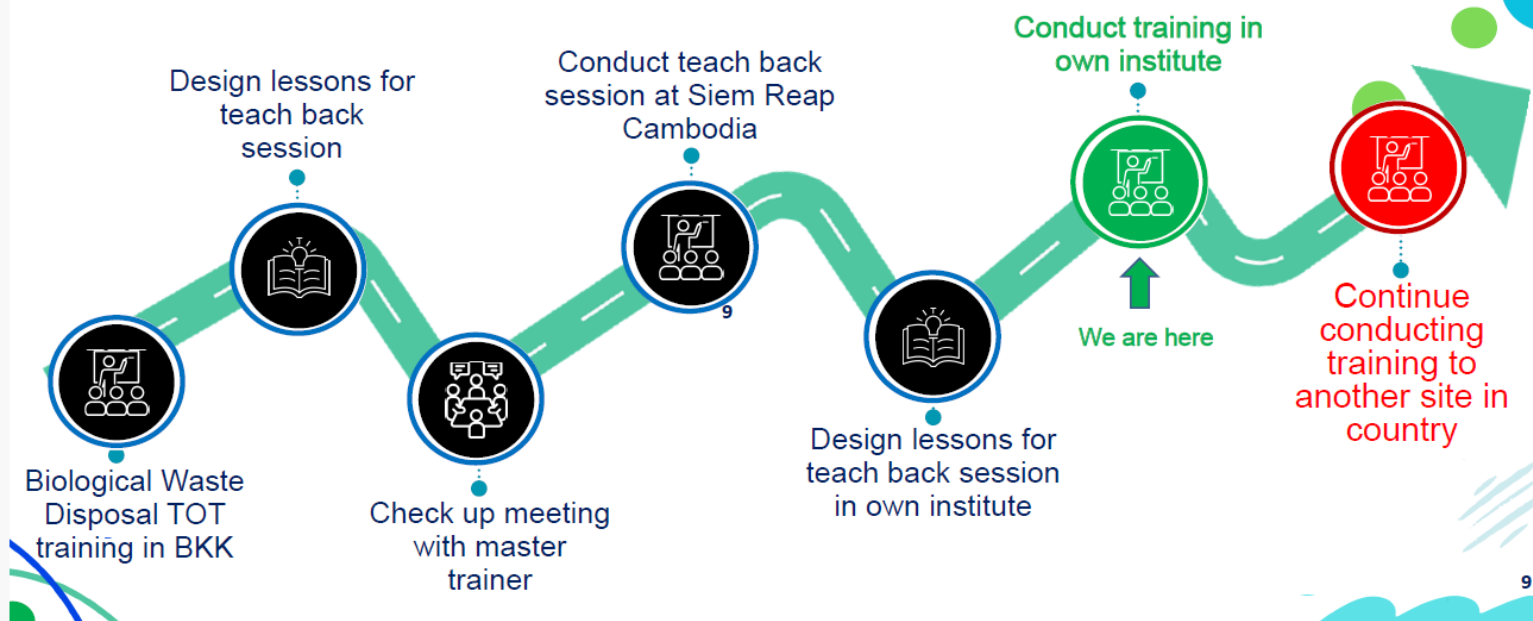 Biological Waste
Disposal TOT
training in BKK
Design lessons for
teach back
session
Check up meeting
with master
trainer
Conduct teach back
session at Siem Reap
Cambodia
9
Design lessons for
teach back session
in own institute
Conduct training in
own institute
We are here
Continue
conducting
training to
another site in
country
9